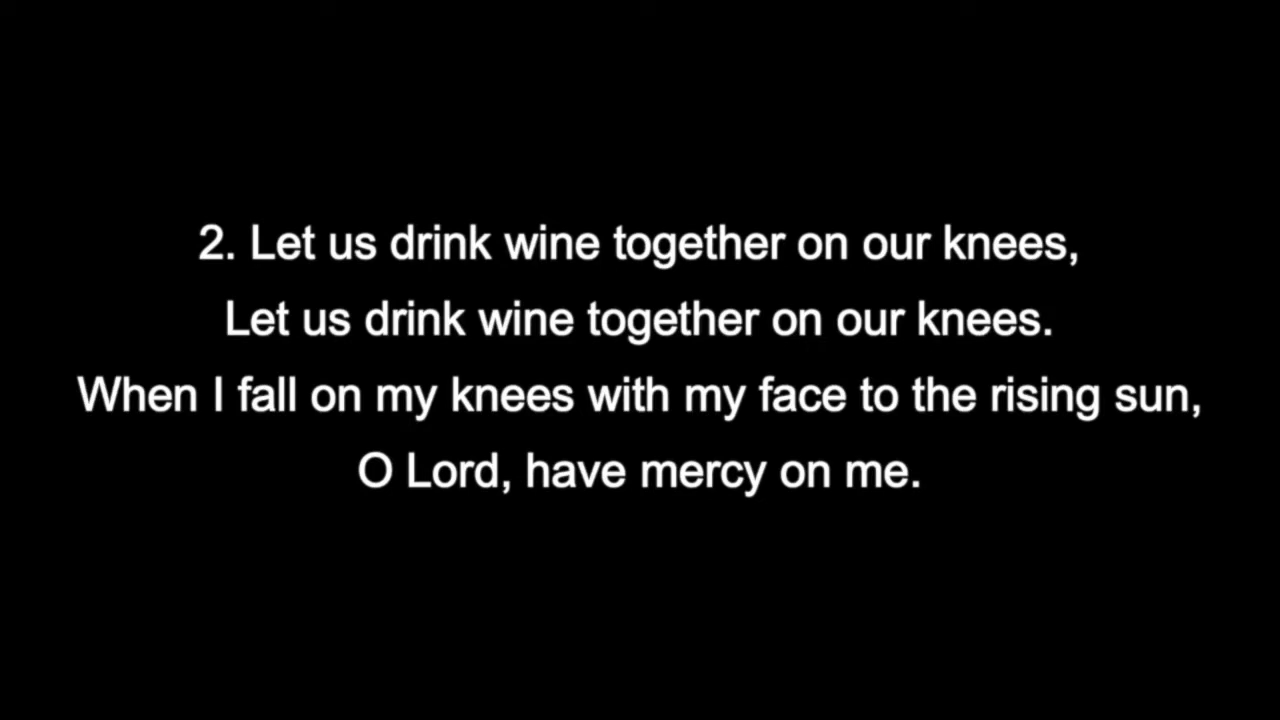 2. Let us drink wine together on our knees,
Let us drink wine together on our knees.
When I fall on my knees with my face to the rising sun,
O Lord, have mercy on me.